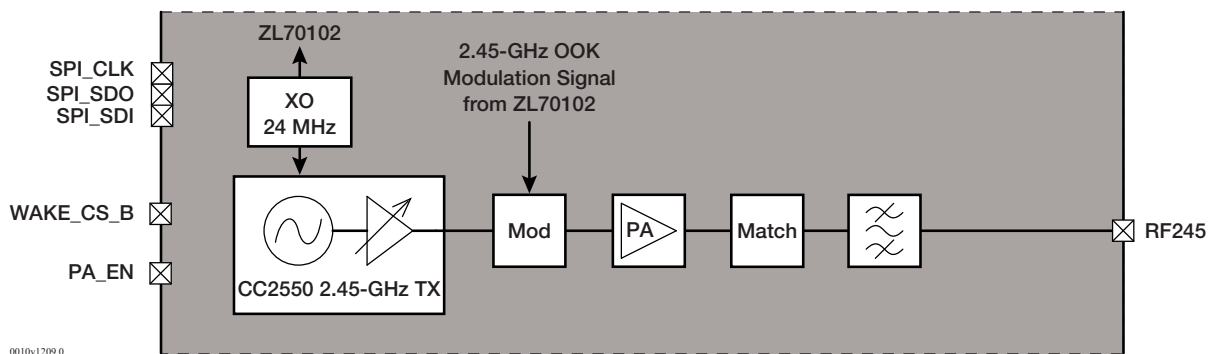 ZL70102
2.45-GHz OOK
Modulation Signal
from ZL70102
SPI_CLK
SPI_SDO
SPI_SDI
XO
24 MHz
WAKE_CS_B
PA_EN
Mod
PA
Match
RF245
CC2550 2.45-GHz TX
0010v1209.0